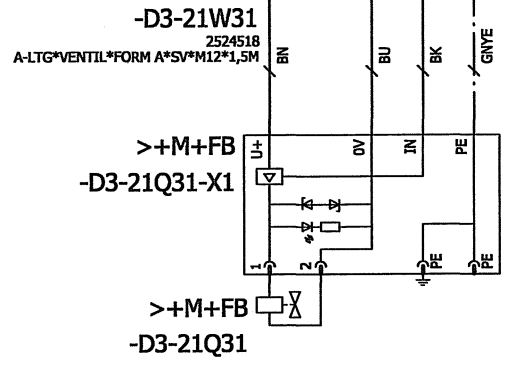 -D3-21W31
2524518
A-LTG*VENTIL*FORM A*SV*M12*1,5M
BN
BU
BK
GNYE
>+M+FB
-D3-21Q31-X1
U+
0V
IN
PE
1
2
PE
PE
>+M+FB
-D3-21Q31